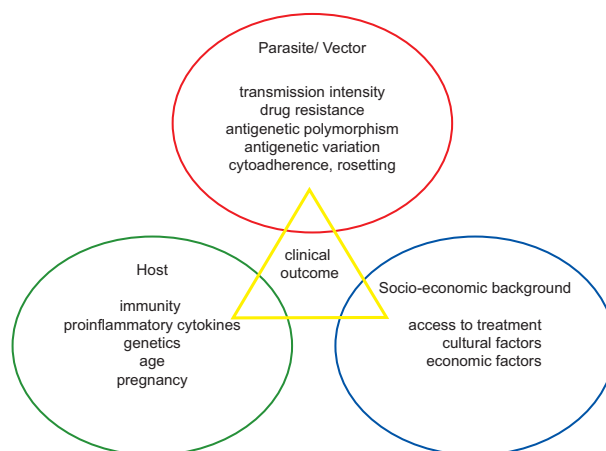 Parasite/ Vector
transmission intensity
drug resistance
antigenetic polymorphism
antigenetic variation
cytoadherence, rosetting
clinical
outcome
Host
immunity
proinflammatory cytokines
genetics
age
pregnancy
Socio-economic background
access to treatment
cultural factors
economic factors